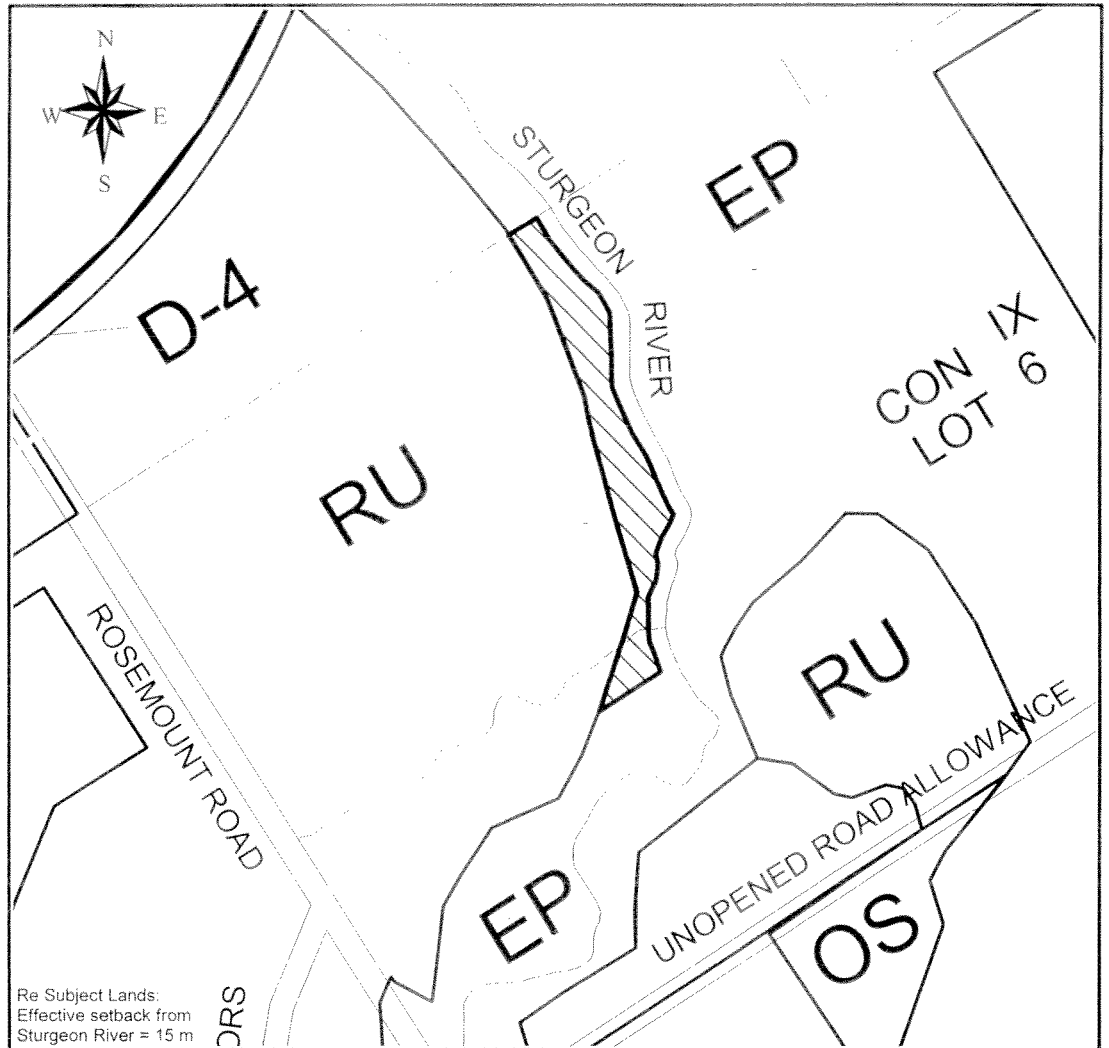 N
W E
S
STURGEON RIVER
EP
D-4
CON IX
LOT 6
RU
RU
ROSEMOUNT ROAD
UNOPENED ROAD ALLOWANCE
EP
OS
Re Subject Lands:
Effective setback from
Sturgeon River = 15 m
ORS